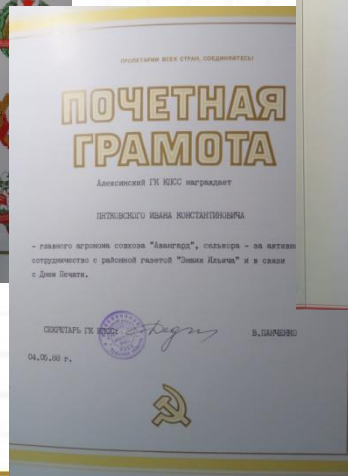 ПРОЛЕТАРИИ ВСЕХ СТРАН, СОЕДИНЯЙТЕСЬ!
ПОЧЕТНАЯ
ГРАМОТА
Алексинский ГК КПСС награждает
ПЯТКОВСКОГО ИВАНА КОНСТАНТИНОВИЧА
- главного агронома совхоза "Авангард", селькора - за активн
сотрудничество с районной газетой "Знамя Ильича" и в связи
с Днем Печати.
СЕКРЕТАРЬ ГК КПСС В.ПАНЧЕНКО
04.05.88 г.